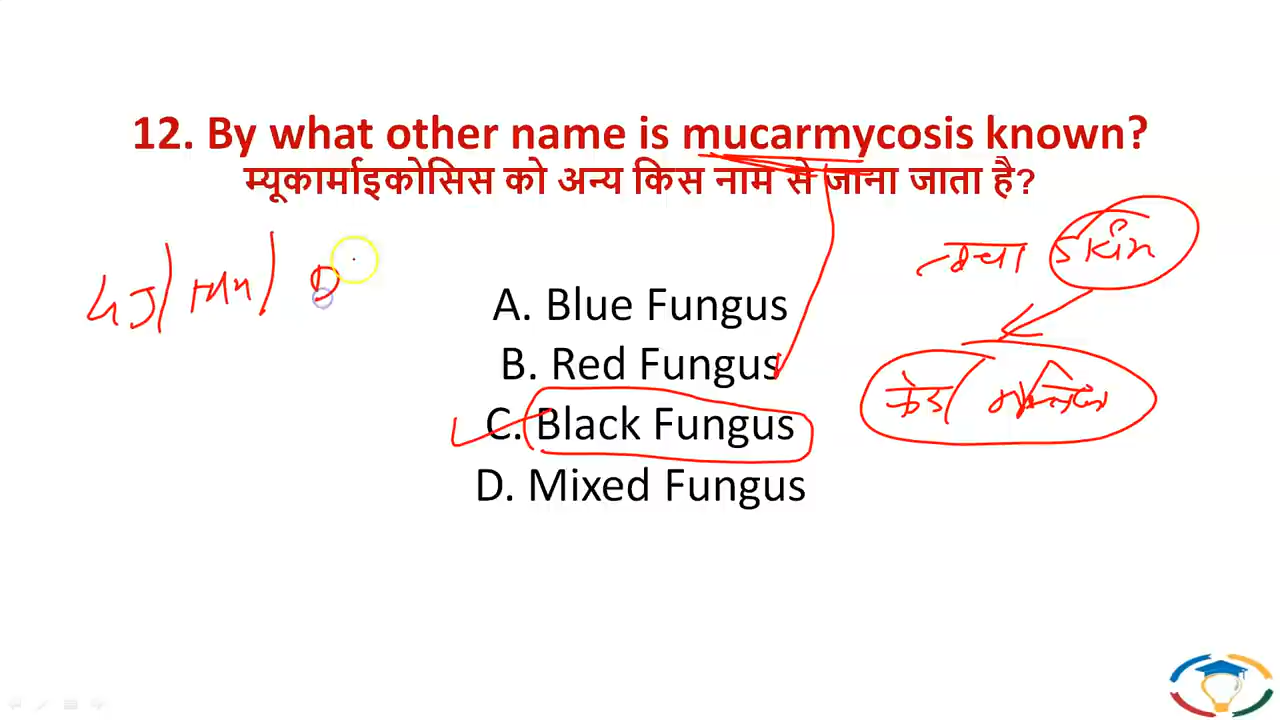 12. By what other name is mucarmycosis known?
म्यूकार्माइकोसिस को अन्य किस नाम से जाना जाता है?
त्वचा skin
A. Blue Fungus
B. Red Fungus
C. Black Fungus
D. Mixed Fungus